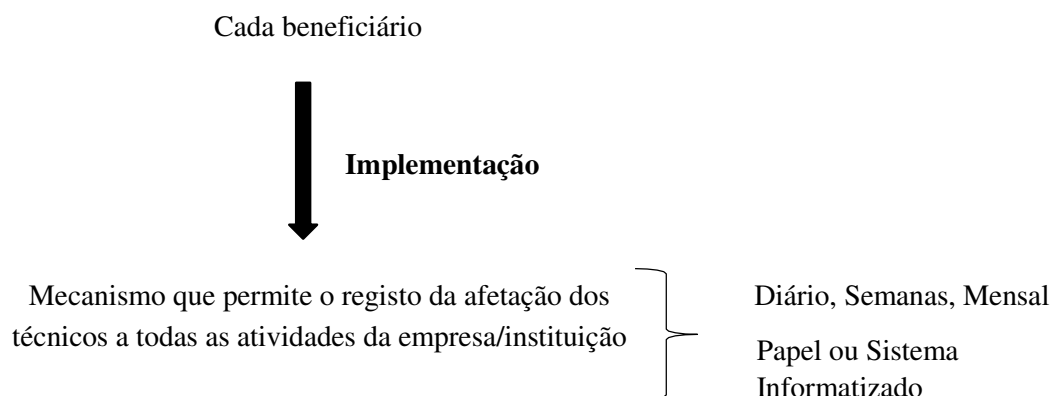 Cada beneficiário
Implementação
Mecanismo que permite o registo da afetação dos
técnicos a todas as atividades da empresa/instituição
Diário, Semanas, Mensal
Papel ou Sistema
Informatizado